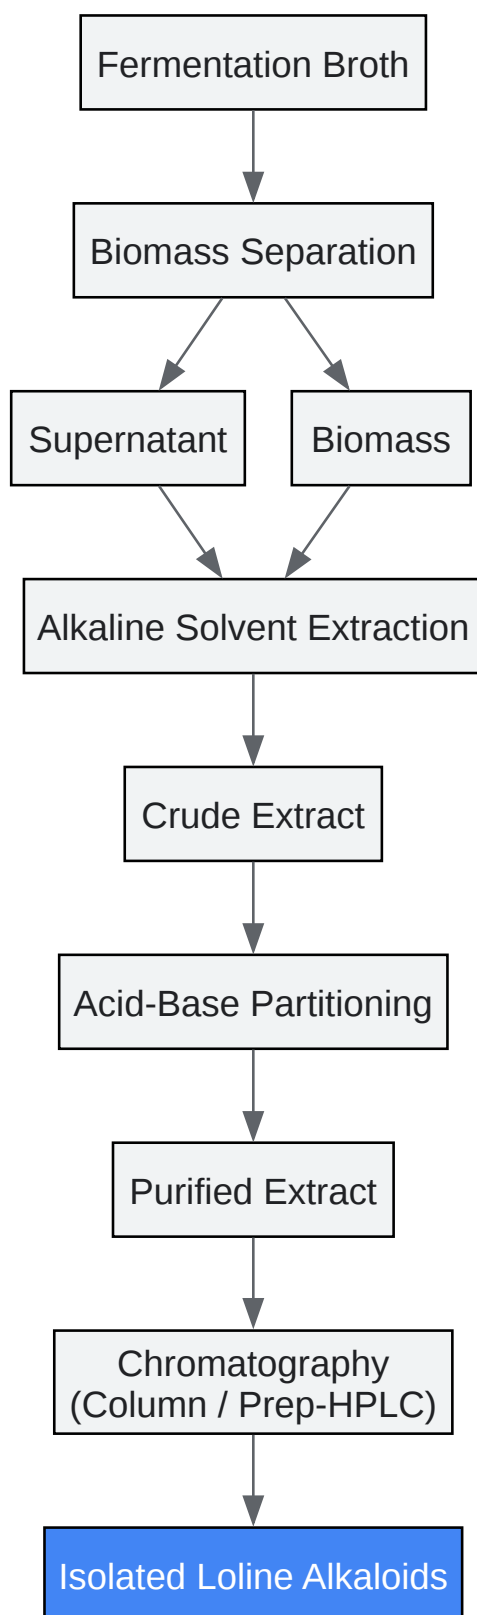 Fermentation Broth
Biomass Separation
Supernatant
Biomass
Alkaline Solvent Extraction
Crude Extract
Acid-Base Partitioning
Purified Extract
Chromatography
(Column / Prep-HPLC)
Isolated Loline Alkaloids